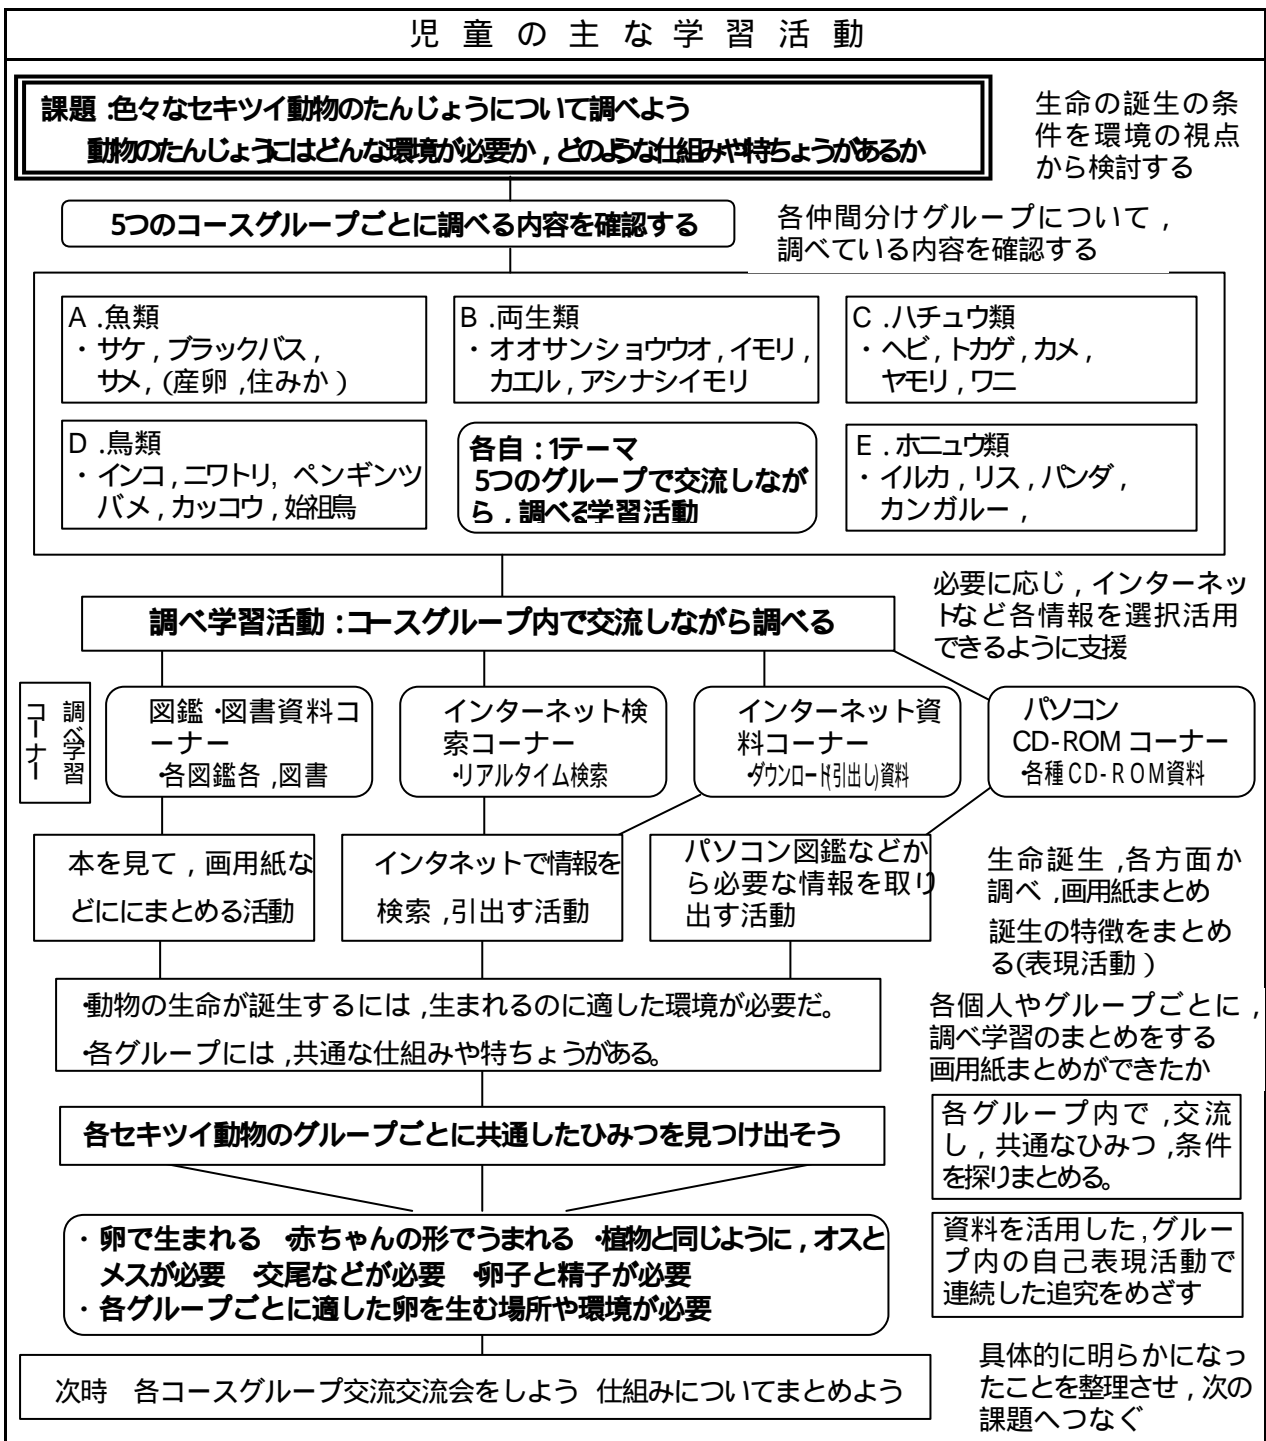 児童の主な学習活動
課題:色々なセキツイ動物のたんじょうについて調べよう
動物のたんじょうにはどんな環境が必要か,どのような仕組みや特ちょうがあるか
生命の誕生の条
件を環境の視点
から検討する
5つのコースグループごとに調べる内容を確認する
各仲間分けグループについて,
調べている内容を確認する
A.魚類
・サケ,ブラックバス,
サメ,(産卵,住みか)
B.両生類
・オオサンショウウオ,イモリ,
カエル,アシナシイモリ
C.ハチュウ類
・ヘビ,トカゲ,カメ,
ヤモリ,ワニ
D.鳥類
・インコ,ニワトリ,ペンギンツ
バメ,カッコウ,始祖鳥
各自:1テーマ
5つのグループで交流しなが
ら,調べる学習活動
E.ホニュウ類
・イルカ,リス,パンダ,
カンガルー,
必要に応じ,インターネッ
トなど各情報を選択活用
できるように支援
調べ学習活動:コースグループ内で交流しながら調べる
調べ学習
コーナー
図鑑・図書資料コ
ーナー
・各図鑑各,図書
インターネット検
索コーナー
・リアルタイム検索
インターネット資
料コーナー
・ダウンロード(引出し)資料
パソコン
CD-ROMコーナー
・各種CD-ROM資料
本を見て,画用紙な
どににまとめる活動
インタネットで情報を
検索,引出す活動
パソコン図鑑などか
ら必要な情報を取り
出す活動
生命誕生,各方面か
調べ,画用紙まとめ
誕生の特徴をまとめ
る(表現活動)
・動物の生命が誕生するには,生まれるのに適した環境が必要だ。
・各グループには,共通な仕組みや特ちょうがある。
各個人やグループごとに,
調べ学習のまとめをする
画用紙まとめができたか
各セキツイ動物のグループごとに共通したひみつを見つけ出そう
各グループ内で,交流
し,共通なひみつ,条件
を探りまとめる。
・卵で生まれる ・赤ちゃんの形でうまれる ・植物と同じように,オスと
メスが必要 ・交尾などが必要 ・卵子と精子が必要
・各グループごとに適した卵を生む場所や環境が必要
資料を活用した,グルー
プ内の自己表現活動で
連続した追究をめざす
次時 各コースグループ交流交流会をしよう 仕組みについてまとめよう
具体的に明らかになっ
たことを整理させ,次の
課題へつなぐ